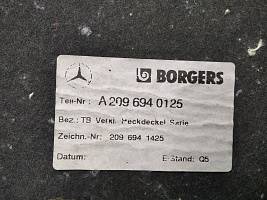 BORGERS
Teil-Nr: A 209 694 0125
Bez.: TB Verkl. Heckdeckel Serie
Zeichn.-Nr: 209 694 1425
Datum: E-Stand: Q5